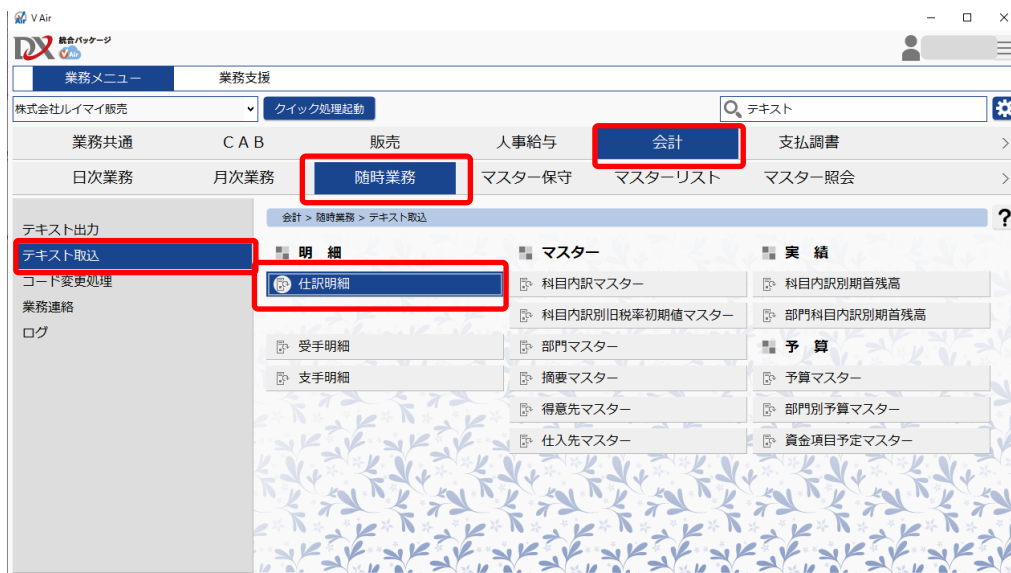 V Air
DX 統合パッケージ V Air
業務メニュー 業務支援
株式会社ルイマイ販売 クイック処理起動 テキスト
業務共通 CAB 販売 人事給与 会計 支払調書
日次業務 月次業務 随時業務 マスター保守 マスターリスト マスター照会
テキスト出力
テキスト取込
コード変更処理
業務連絡
ログ
会計 > 随時業務 > テキスト取込
?
明 細
仕訳明細
受手明細
支手明細
マスター
科目内訳マスター
科目内訳別旧税率初期値マスター
部門マスター
摘要マスター
得意先マスター
仕入先マスター
実 績
科目内訳別期首残高
部門科目内訳別期首残高
予 算
予算マスター
部門別予算マスター
資金項目予定マスター